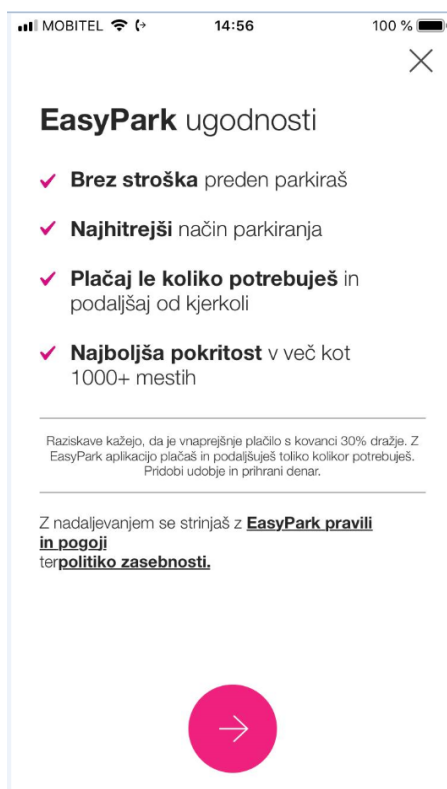 MOBITEL 14:56 100 %
EasyPark ugodnosti
Brez stroška preden parkiraš
Najhitrejši način parkiranja
Plačaj le koliko potrebuješ in
podaljšaj od kjerkoli
Najboljša pokritost v več kot
1000+ mestih
Raziskave kažejo, da je vnaprejšnje plačilo s kovanci 30% dražje. Z
EasyPark aplikacijo plačaš in podaljšuješ toliko kolikor potrebuješ.
Pridobi udobje in prihrani denar.
Z nadaljevanjem se strinjaš z EasyPark pravili
in pogoji
terpolitiko zasebnosti.